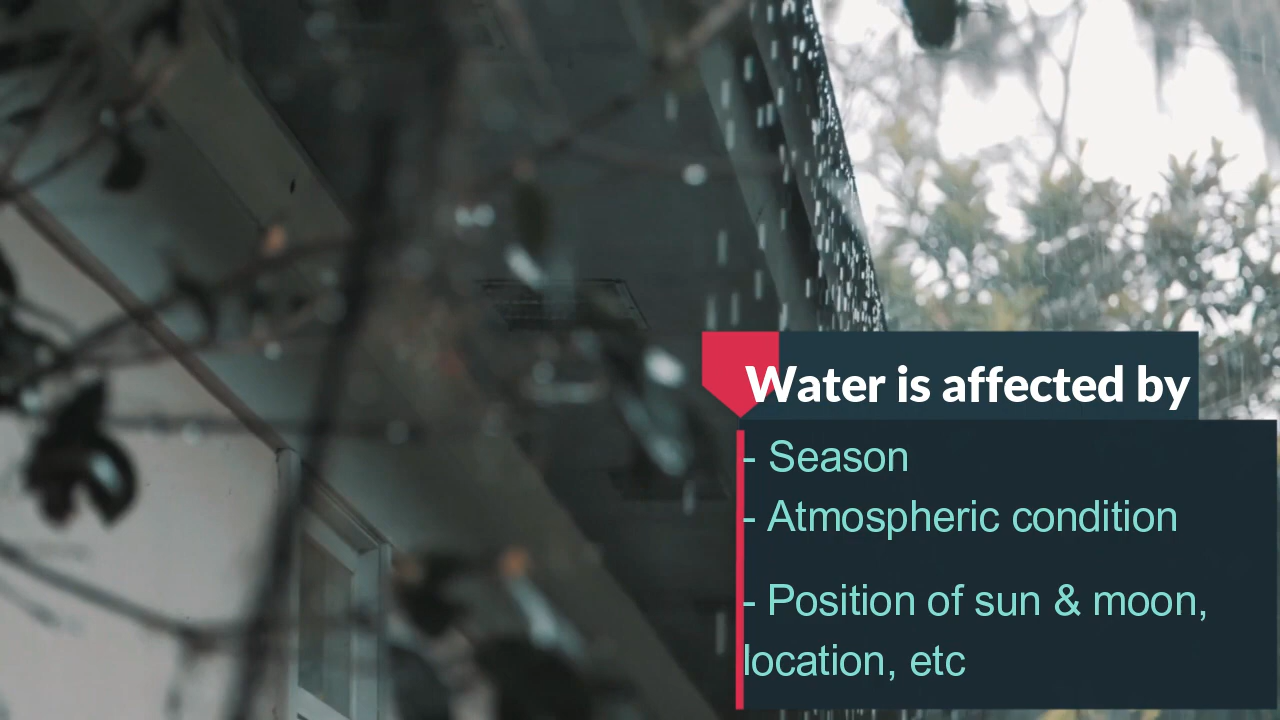 Water is affected by
- Season
- Atmospheric condition
- Position of sun & moon,
location, etc